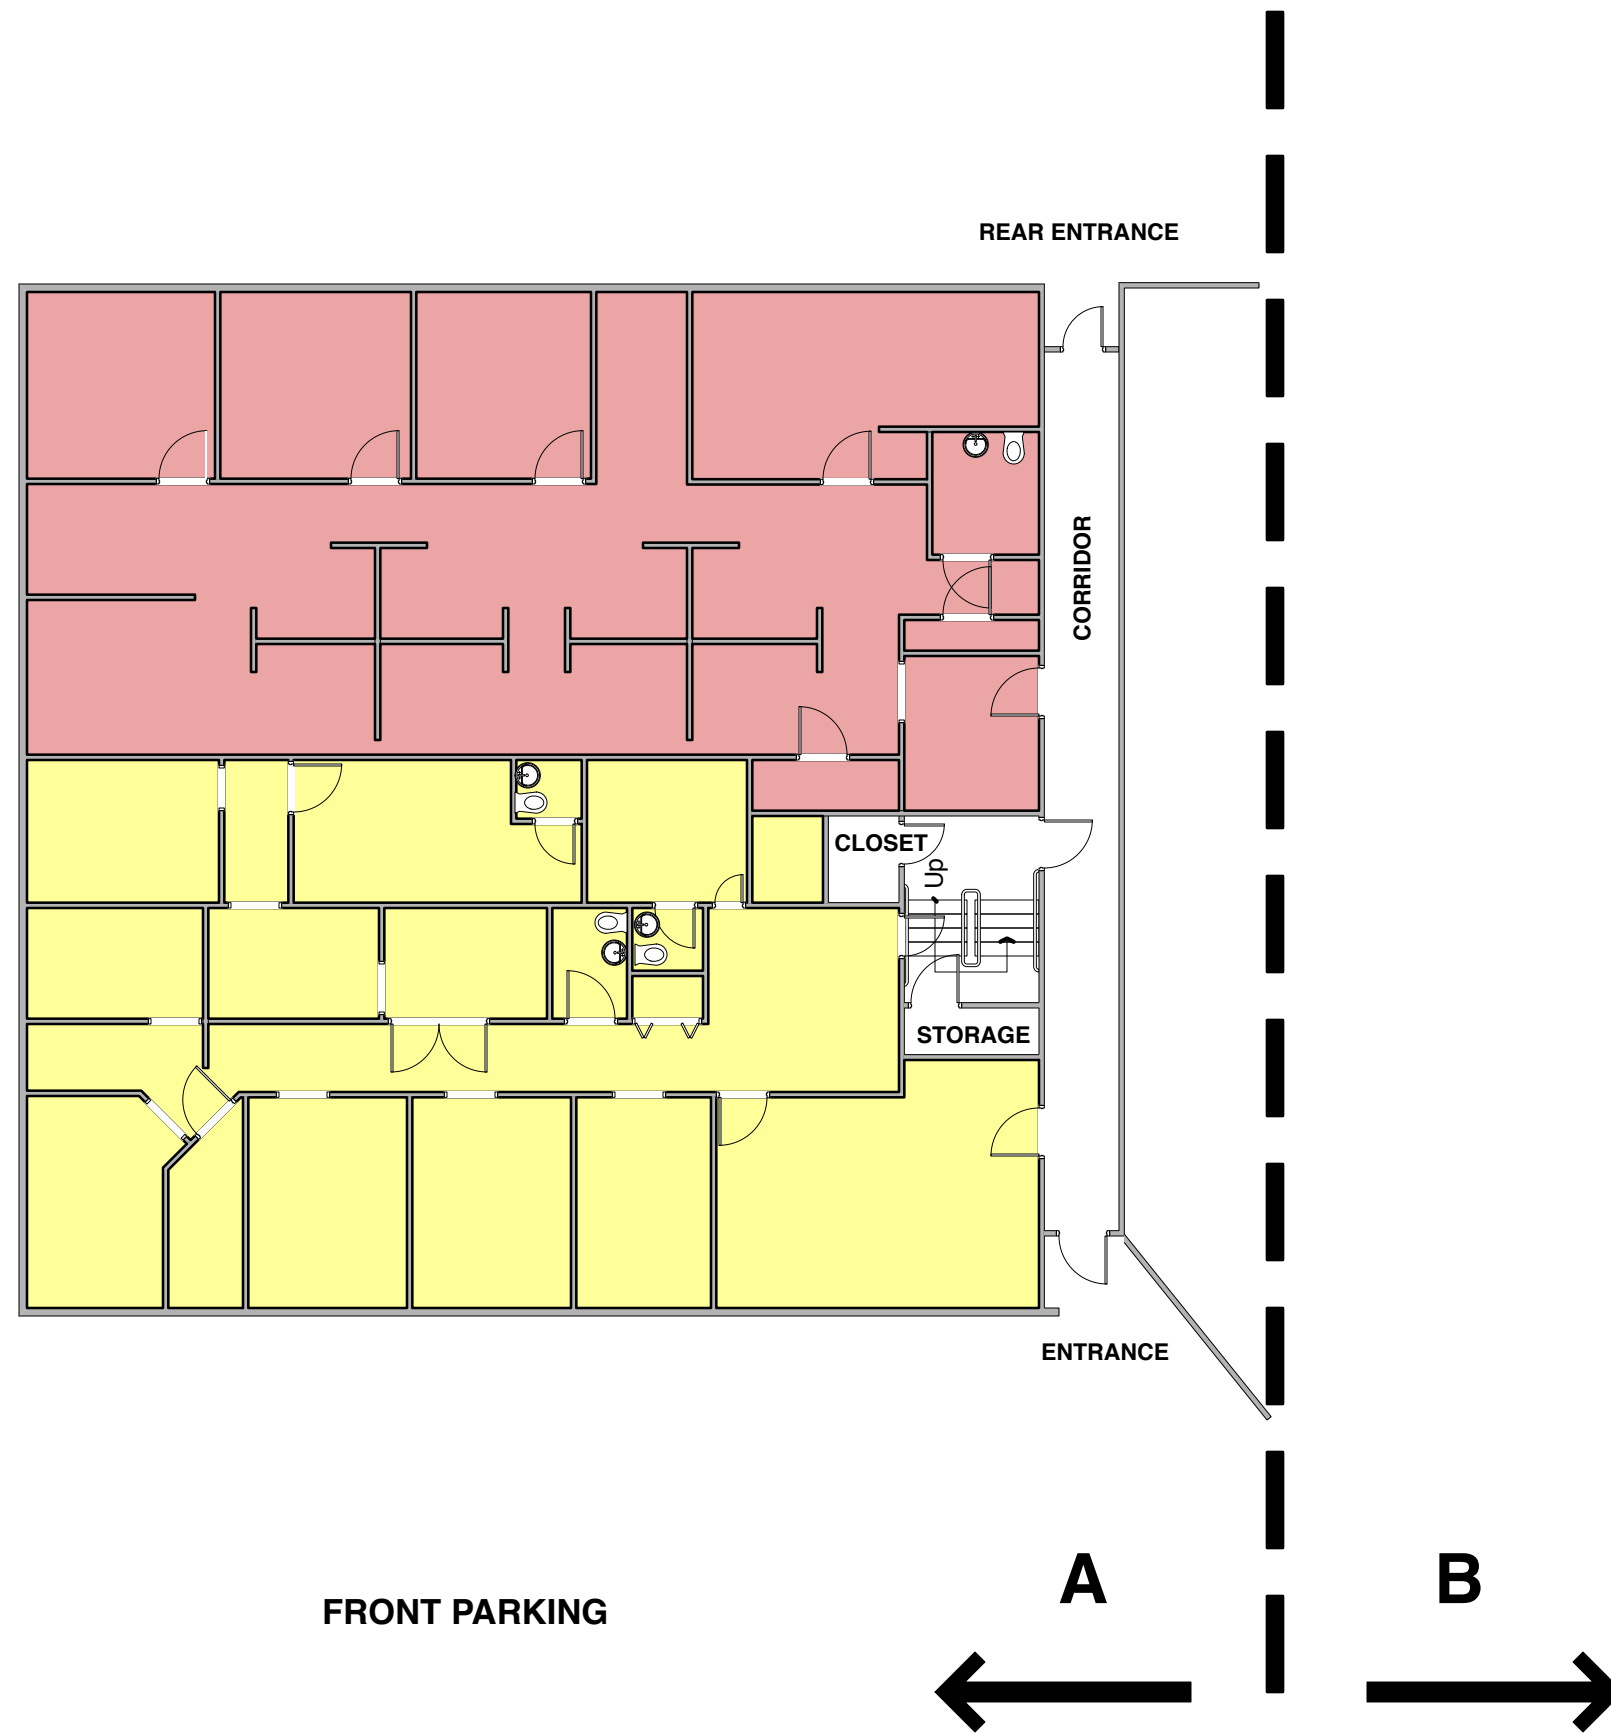 REAR ENTRANCE
CORRIDOR
CLOSET
Up
STORAGE
ENTRANCE
A
B
FRONT PARKING